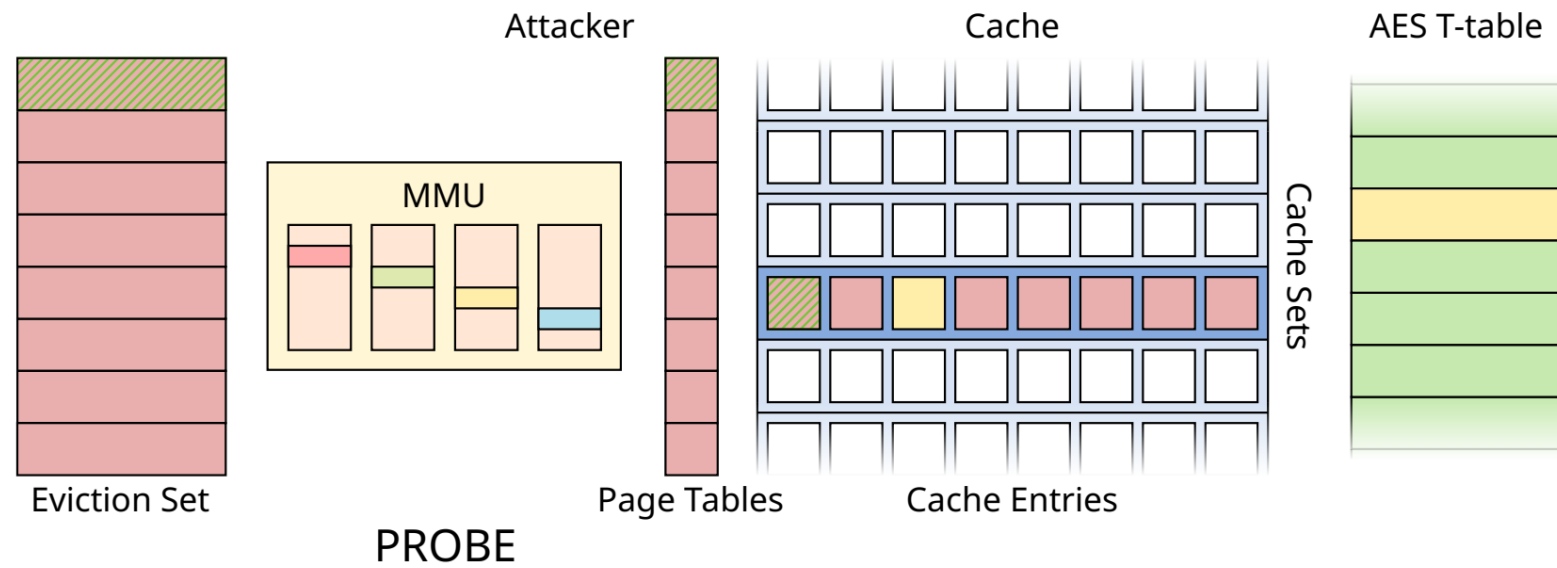 Attacker
Cache
AES T-table
MMU
Cache Sets
Eviction Set
Page Tables
Cache Entries
PROBE